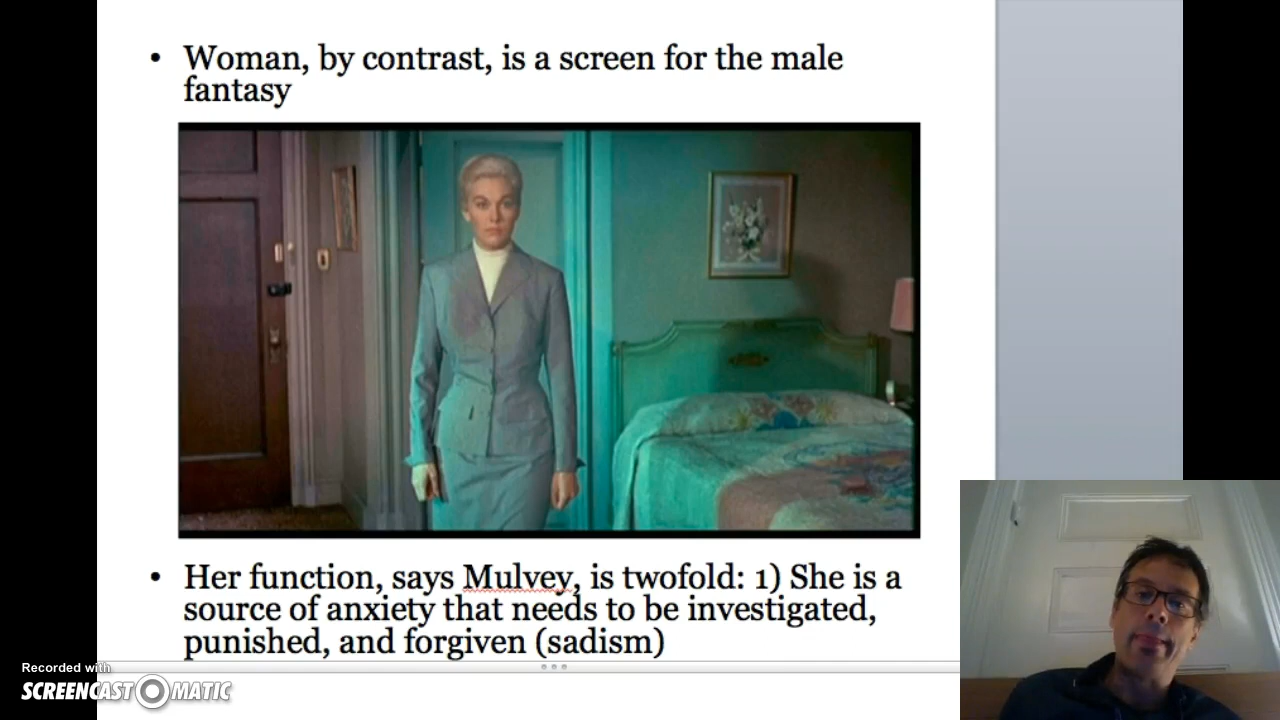 • Woman, by contrast, is a screen for the male
fantasy
• Her function, says Mulvey, is twofold: 1) She is a
source of anxiety that needs to be investigated,
punished, and forgiven (sadism)
Recorded with
SCREENCAST-O-MATIC